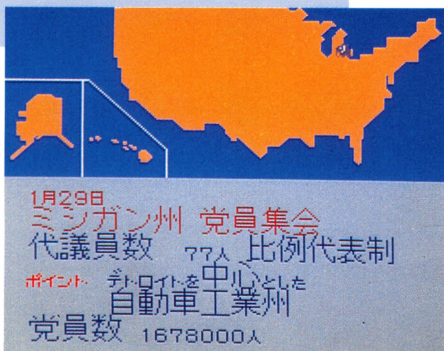 1月29日
ミシガン州 党員集会
代議員数 77人 比例代表制
ポイント デトロイトを中心とした
自動車工業州
党員数 1678000人